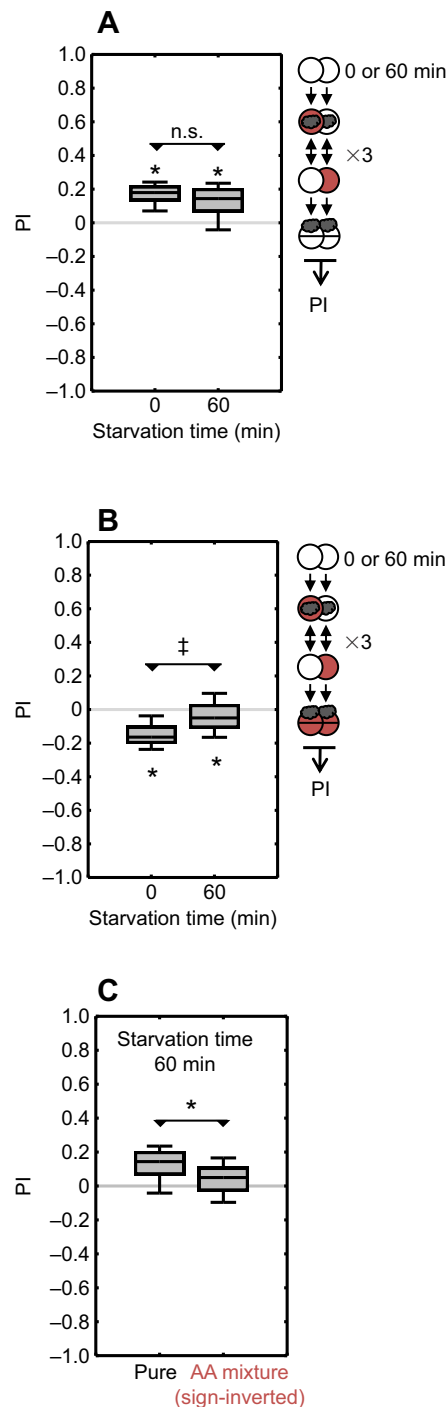 A
1.0
0.8
0.6
0.4
0.2
0
–0.2
–0.4
–0.6
–0.8
–1.0
PI
n.s.
*
*
0
60
Starvation time (min)
0 or 60 min
×3
PI
B
1.0
0.8
0.6
0.4
0.2
0
–0.2
–0.4
–0.6
–0.8
–1.0
PI
‡
*
*
0
60
Starvation time (min)
0 or 60 min
×3
PI
C
1.0
0.8
0.6
0.4
0.2
0
–0.2
–0.4
–0.6
–0.8
–1.0
PI
Starvation time
60 min
*
Pure
AA mixture
(sign-inverted)